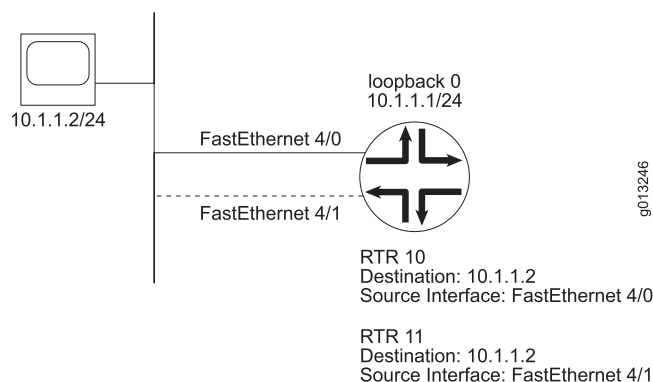 loopback 0
10.1.1.1/24
10.1.1.2/24
FastEthernet 4/0
FastEthernet 4/1
g013246
RTR 10
Destination: 10.1.1.2
Source Interface: FastEthernet 4/0
RTR 11
Destination: 10.1.1.2
Source Interface: FastEthernet 4/1